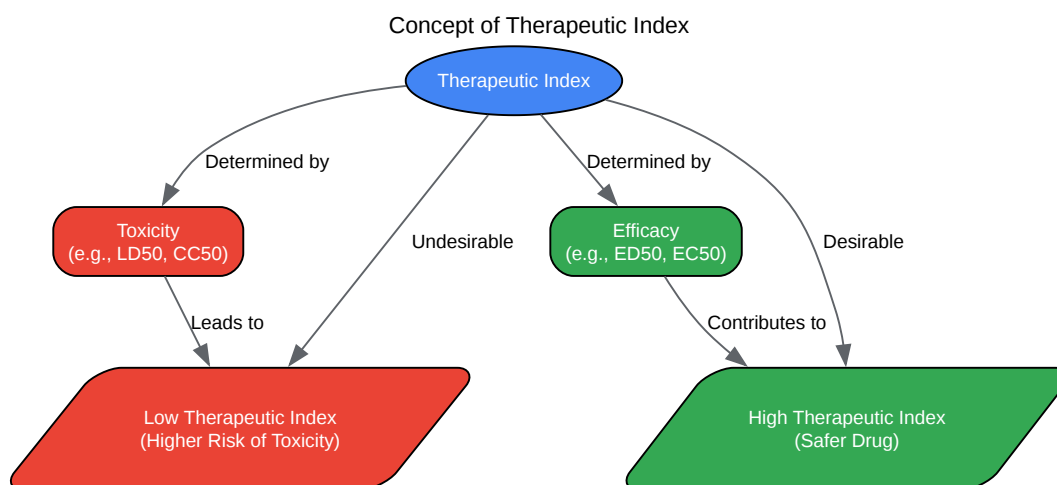 Concept of Therapeutic Index
Therapeutic Index
Determined by
Determined by
Toxicity
(e.g., LD50, CC50)
Undesirable
Efficacy
(e.g., ED50, EC50)
Desirable
Leads to
Contributes to
Low Therapeutic Index
(Higher Risk of Toxicity)
High Therapeutic Index
(Safer Drug)